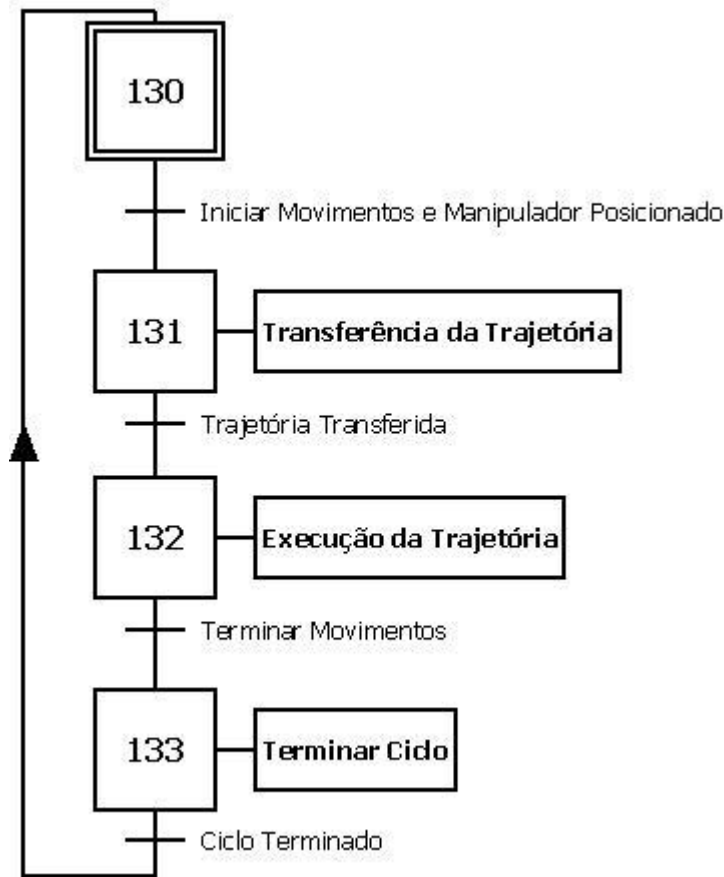 130
Iniciar Movimentos e Manipulador Posicionado
131
Transferência da Trajetória
Trajetória Transferida
132
Execução da Trajetória
Terminar Movimentos
133
Terminar Ciclo
Ciclo Terminado